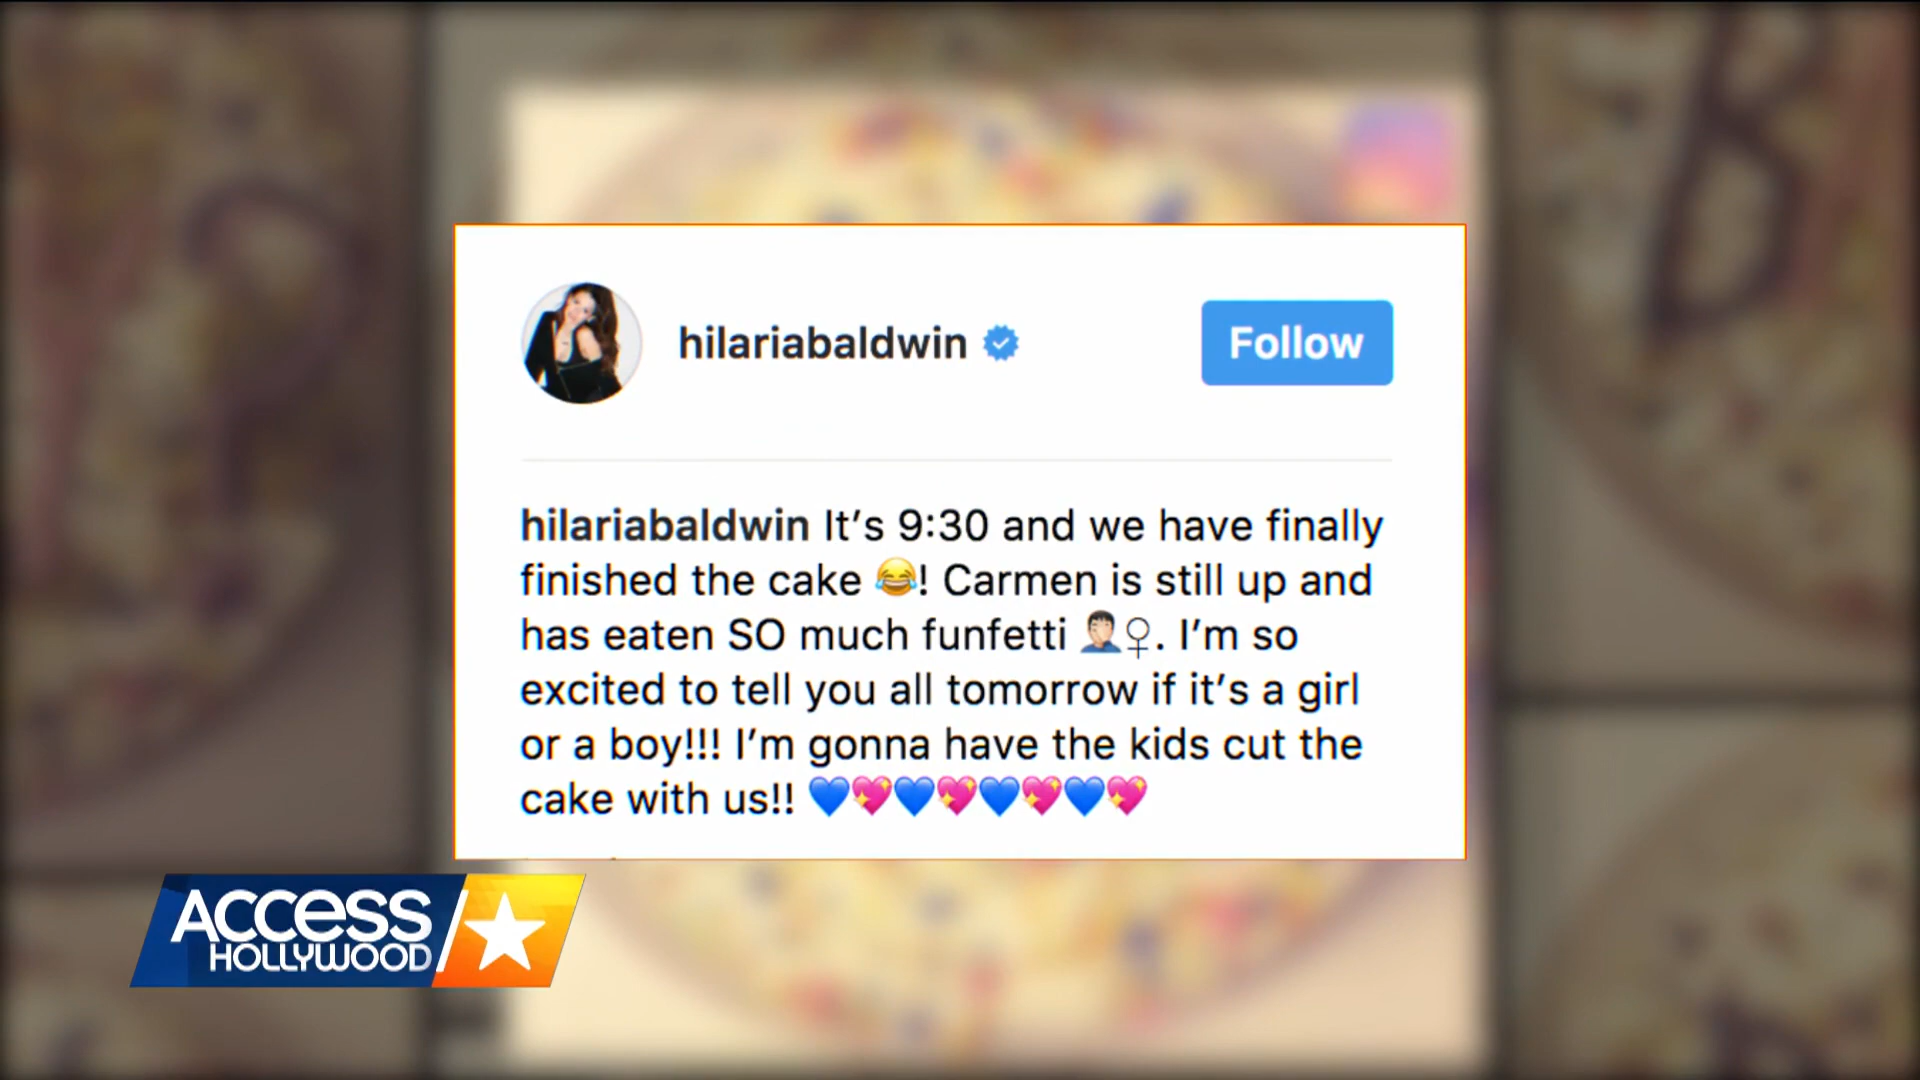 hilariabaldwin
Follow
hilariabaldwin It’s 9:30 and we have finally
finished the cake 😂! Carmen is still up and
has eaten SO much funfetti 🤦🏻♀. I’m so
excited to tell you all tomorrow if it’s a girl
or a boy!!! I’m gonna have the kids cut the
cake with us!! 💙💖💙💖💙💖💙💖
ACCESS
HOLLYWOOD